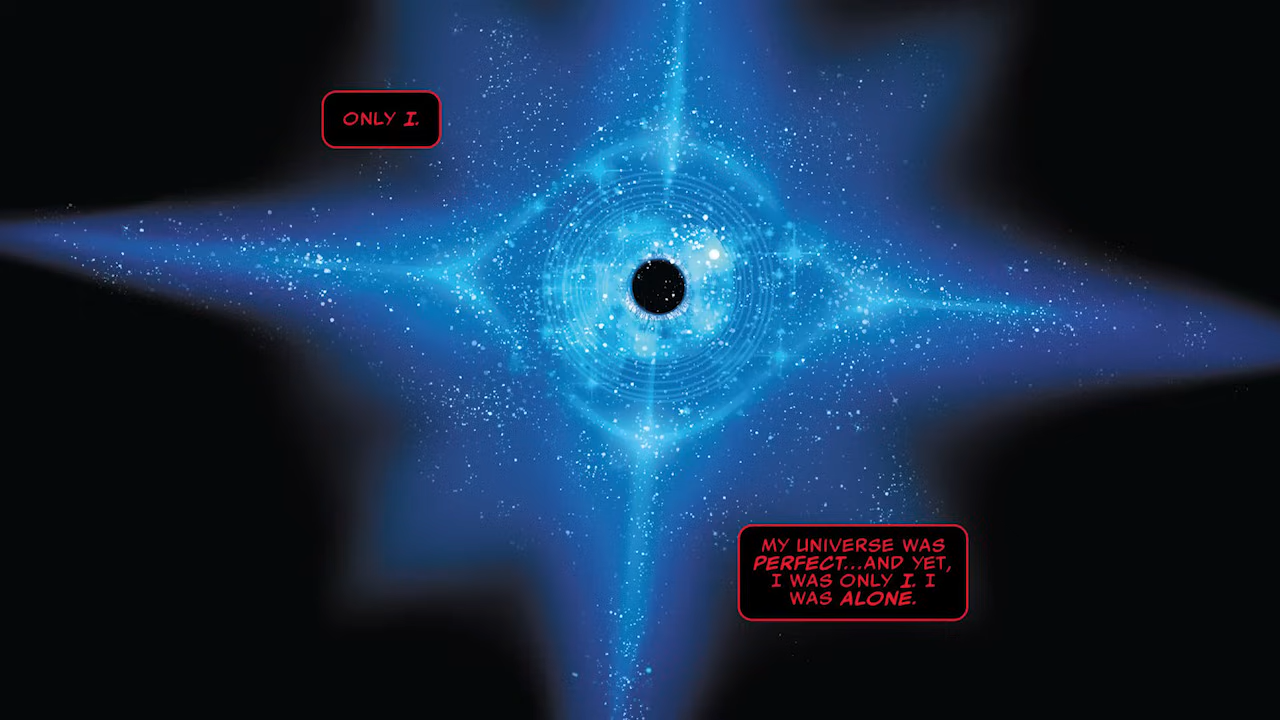 ONLY I.
MY UNIVERSE WAS
PERFECT...AND YET,
I WAS ONLY I. I
WAS ALONE.